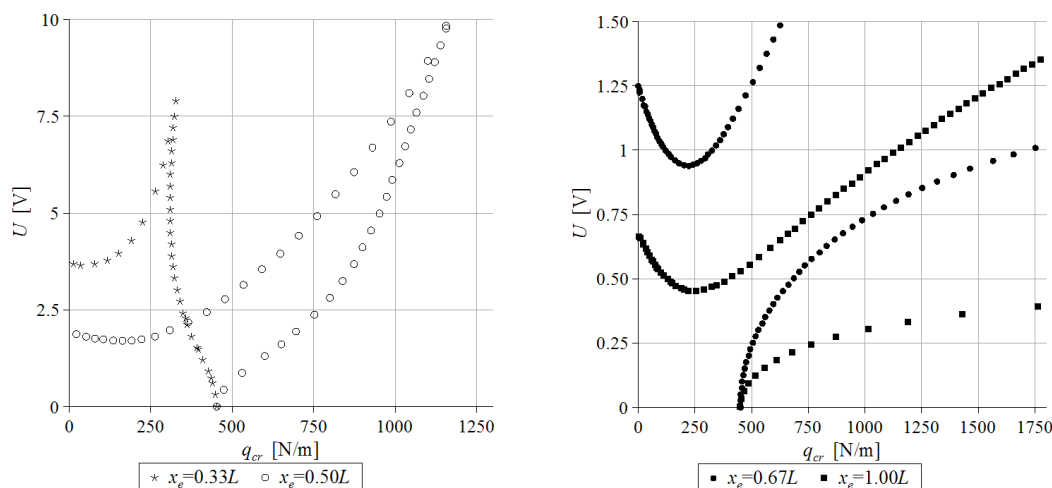 10
7.5
5
2.5
0
U [V]
0 250 500 750 1000 1250
q_cr [N/m]
x_e=0.33L x_e=0.50L
1.50
1.25
1
0.75
0.50
0.25
0
U [V]
0 250 500 750 1000 1250 1500 1750
q_cr [N/m]
x_e=0.67L x_e=1.00L